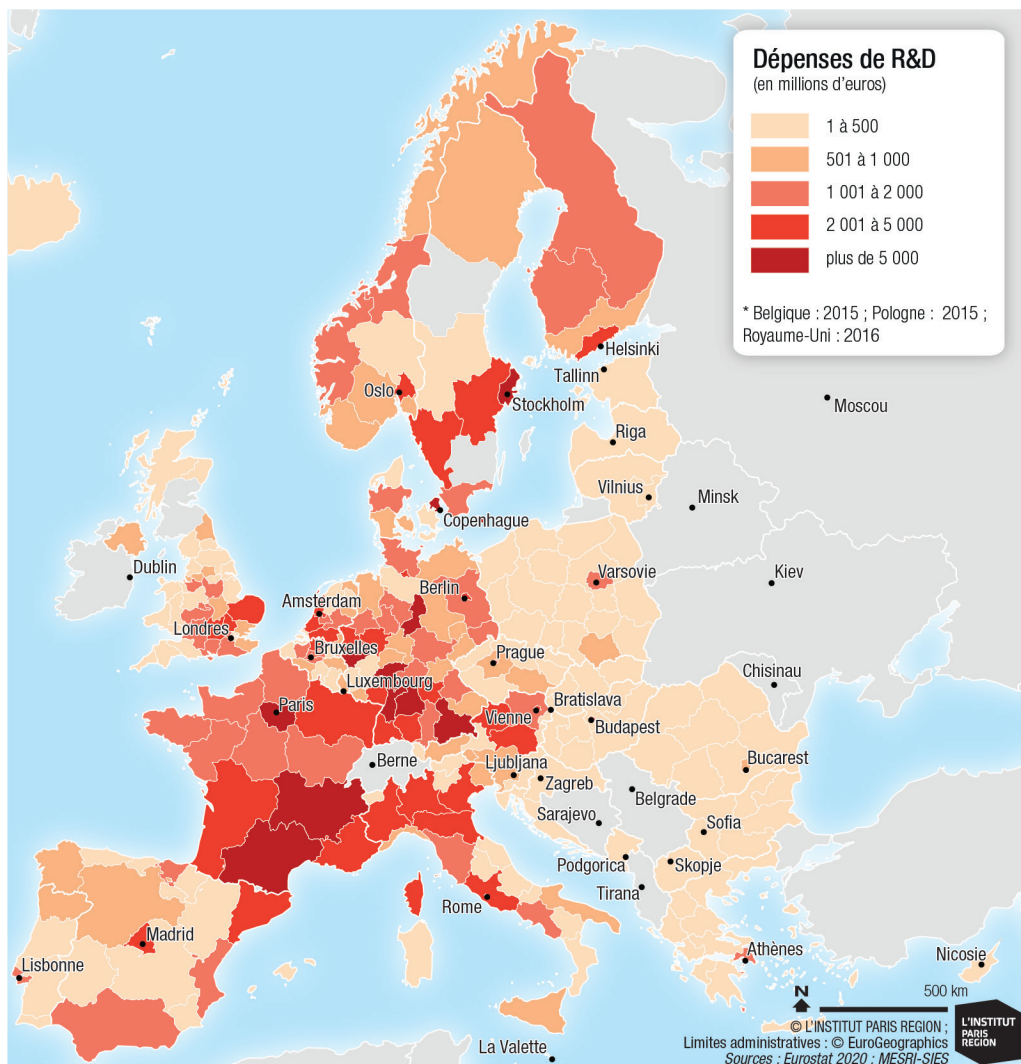 Dépenses de R&D
(en millions d'euros)
1 à 500
501 à 1 000
1 001 à 2 000
2 001 à 5 000
plus de 5 000
* Belgique : 2015 ; Pologne : 2015 ;
Royaume-Uni : 2016
Helsinki
Tallinn
Oslo
Stockholm
Moscou
Riga
Vilnius
Minsk
Copenhague
Dublin
Varsovie
Kiev
Berlin
Amsterdam
Londres
Bruxelles
Prague
Luxembourg
Chisinau
Paris
Vienne
Bratislava
Budapest
Berne
Ljubljana
Bucarest
Zagreb
Belgrade
Sarajevo
Sofia
Podgorica
Skopje
Tirana
Rome
Madrid
Lisbonne
Athènes
Nicosie
N
500 km
La Valette
© L'INSTITUT PARIS REGION ;
Limites administratives : © EuroGeographics
Sources : Eurostat 2020 ; MESRI-SIES
L'INSTITUT
PARIS
REGION